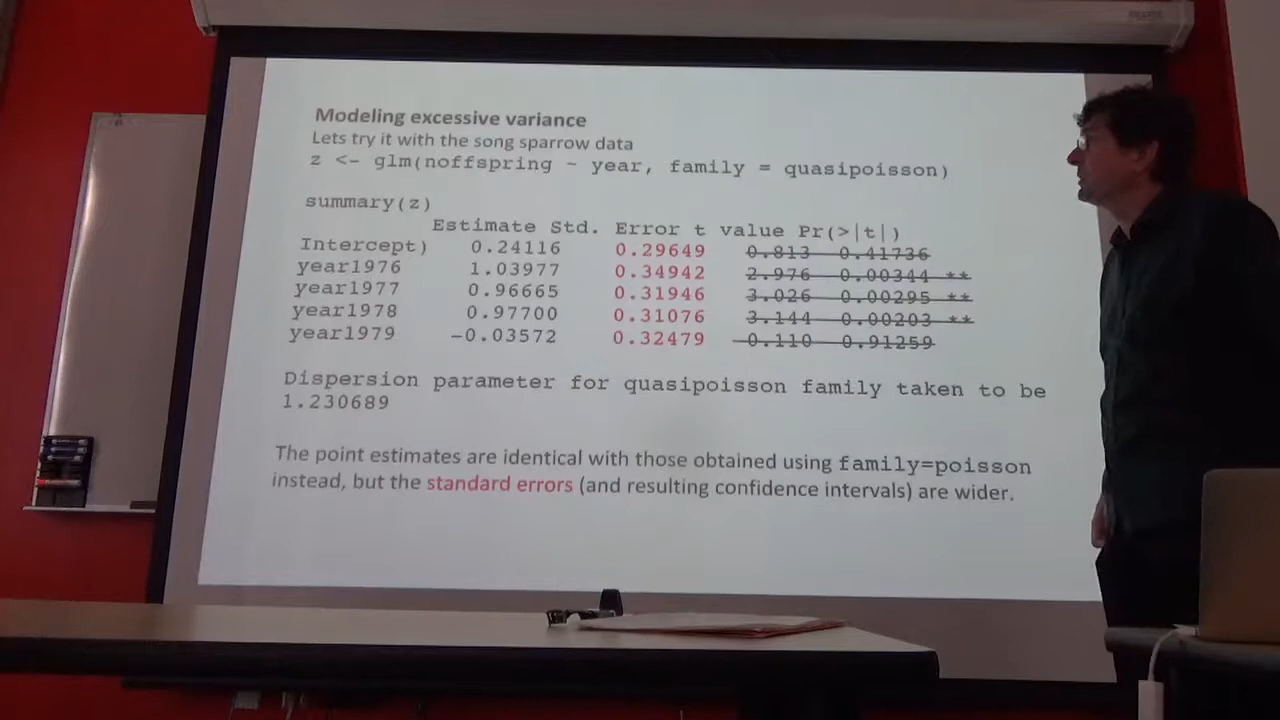 Modeling excessive variance
Lets try it with the song sparrow data
z <- glm(noffspring ~ year, family = quasipoisson)
summary(z)
Estimate Std. Error t value Pr(>|t|)
Intercept) 0.24116 0.29649 0.813 0.41736
year1976 1.03977 0.34942 2.976 0.00344 **
year1977 0.96665 0.31946 3.026 0.00295 **
year1978 0.97700 0.31076 3.144 0.00203 **
year1979 -0.03572 0.32479 -0.110 0.91259
Dispersion parameter for quasipoisson family taken to be
1.230689
The point estimates are identical with those obtained using family=poisson
instead, but the standard errors (and resulting confidence intervals) are wider.